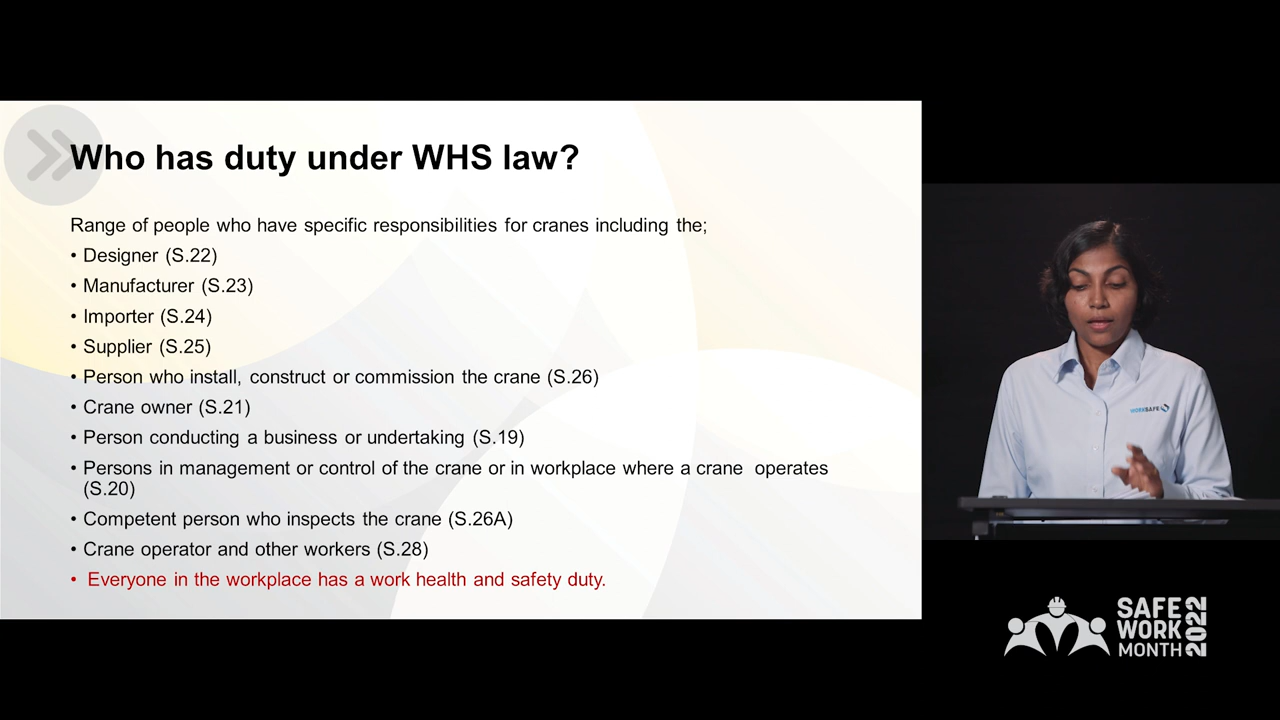 Who has duty under WHS law?
Range of people who have specific responsibilities for cranes including the;
• Designer (S.22)
• Manufacturer (S.23)
• Importer (S.24)
• Supplier (S.25)
• Person who install, construct or commission the crane (S.26)
• Crane owner (S.21)
• Person conducting a business or undertaking (S.19)
• Persons in management or control of the crane or in workplace where a crane operates
(S.20)
• Competent person who inspects the crane (S.26A)
• Crane operator and other workers (S.28)
• Everyone in the workplace has a work health and safety duty.
WORKSAFE
SAFE
WORK
MONTH
2022